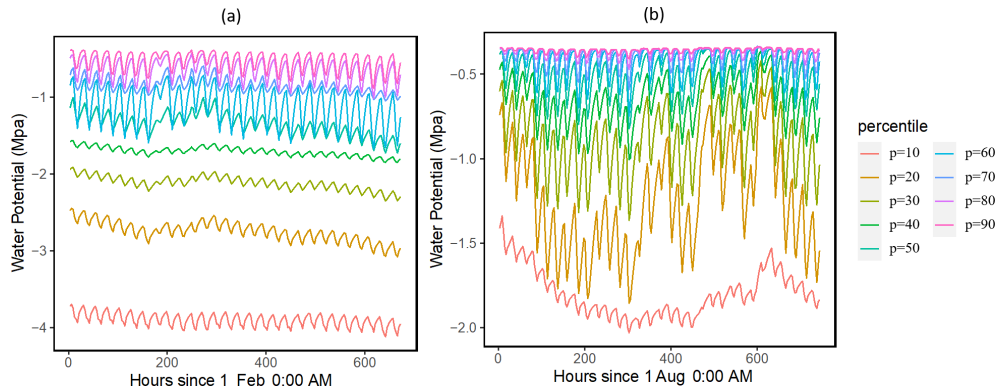 (a)
(b)
Water Potential (Mpa)
−1
−2
−3
−4
0
200
400
600
Hours since 1 Feb 0:00 AM
Water Potential (Mpa)
−0.5
−1.0
−1.5
−2.0
0
200
400
600
Hours since 1 Aug 0:00 AM
percentile
p=10
p=20
p=30
p=40
p=50
p=60
p=70
p=80
p=90